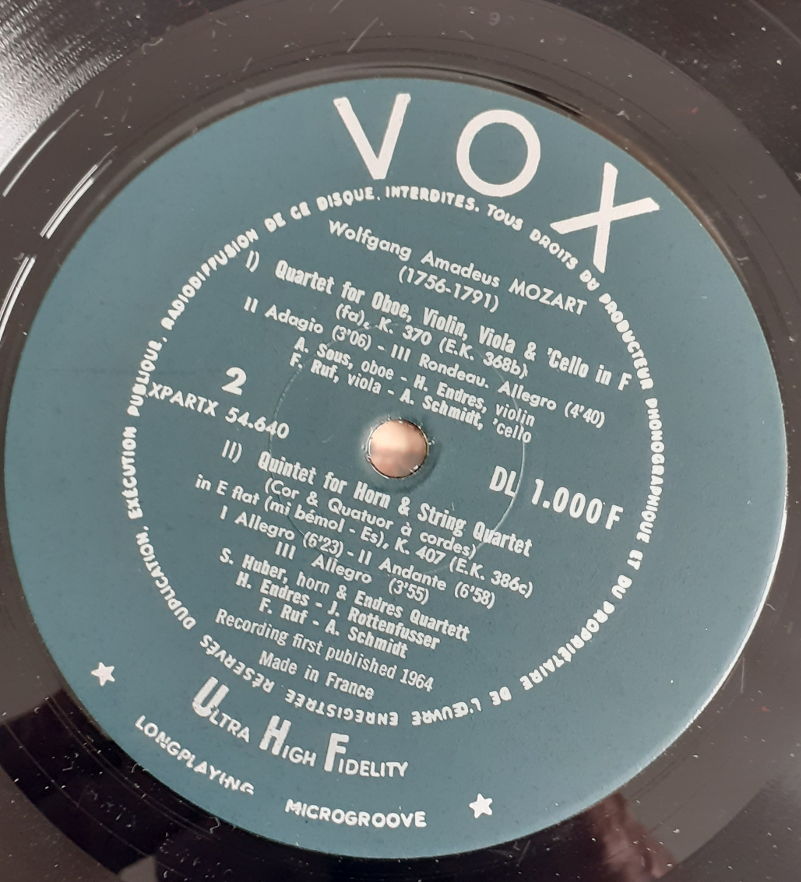 VOX
DUPLICATION, EXÉCUTION PUBLIQUE, RADIODIFFUSION DE CE DISQUE, INTERDITES. TOUS DROITS DU PRODUCTEUR PHONOGRAPHIQUE ET DU PROPRIÉTAIRE DE L'ŒUVRE ENREGISTRÉE RÉSERVÉS
Wolfgang Amadeus MOZART
(1756-1791)
I) Quartet for Oboe, Violin, Viola & 'Cello in F
(fa), K. 370 (E.K. 368b)
II Adagio (3'06) - III Rondeau. Allegro (4'40)
A. Sous, oboe - H. Endres, violin
F. Ruf, viola - A. Schmidt, 'cello
2
XPARTX 54.640
DL 1.000 F
II) Quintet for Horn & String Quartet
(Cor & Quatuor à cordes)
in E flat (mi bémol - Es), K. 407 (E.K. 386c)
I Allegro (6'23) - II Andante (6'58)
III Allegro (3'55)
S. Huber, horn & Endres Quartett
H. Endres - J. Rottenfusser
F. Ruf - A. Schmidt
Recording first published 1964
Made in France
ULTRA HIGH FIDELITY
LONGPLAYING MICROGROOVE